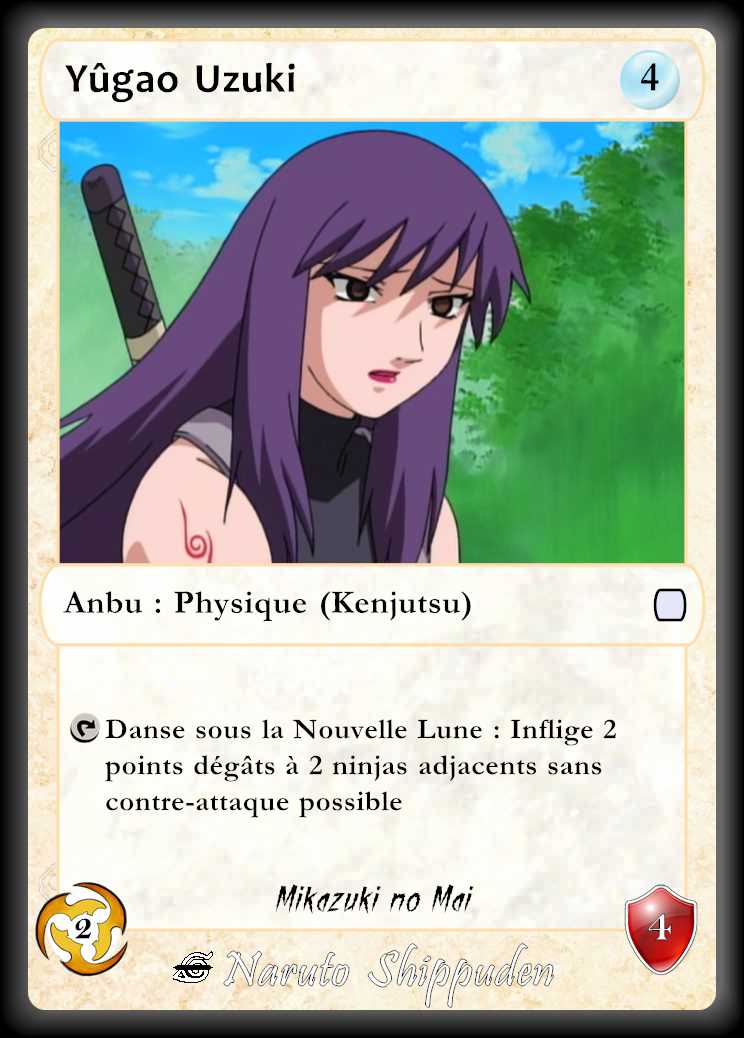 Yûgao Uzuki
4
Anbu : Physique (Kenjutsu)
Danse sous la Nouvelle Lune : Inflige 2
points dégâts à 2 ninjas adjacents sans
contre-attaque possible
Mikazuki no Mai
2
4
Naruto Shippuden